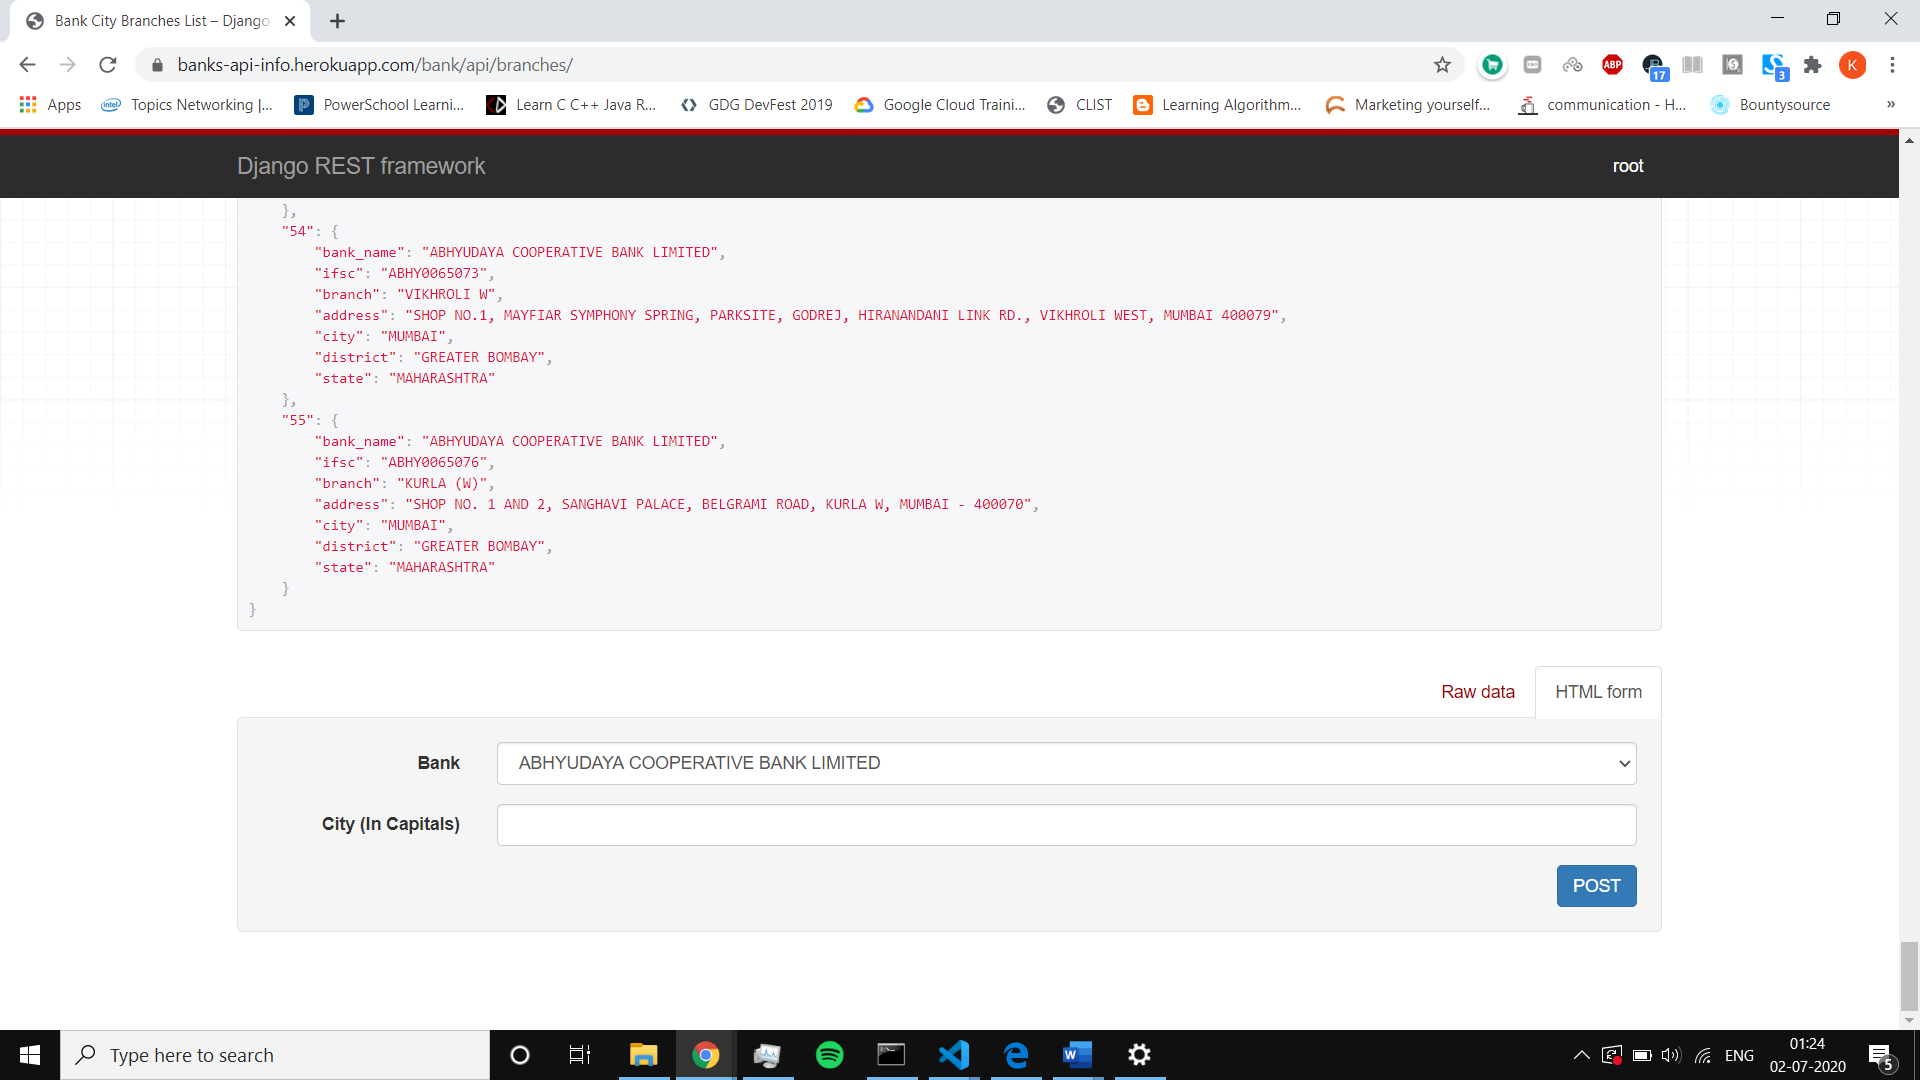 Bank City Branches List – Django
banks-api-info.herokuapp.com/bank/api/branches/
ABP
17
3
K
Apps
intel
Topics Networking |...
P
PowerSchool Learni...
Learn C C++ Java R...
GDG DevFest 2019
Google Cloud Traini...
CLIST
Learning Algorithm...
Marketing yourself...
communication - H...
Bountysource
»
Django REST framework
root
},
"54": {
"bank_name": "ABHYUDAYA COOPERATIVE BANK LIMITED",
"ifsc": "ABHY0065073",
"branch": "VIKHROLI W",
"address": "SHOP NO.1, MAYFIAR SYMPHONY SPRING, PARKSITE, GODREJ, HIRANANDANI LINK RD., VIKHROLI WEST, MUMBAI 400079",
"city": "MUMBAI",
"district": "GREATER BOMBAY",
"state": "MAHARASHTRA"
},
"55": {
"bank_name": "ABHYUDAYA COOPERATIVE BANK LIMITED",
"ifsc": "ABHY0065076",
"branch": "KURLA (W)",
"address": "SHOP NO. 1 AND 2, SANGHAVI PALACE, BELGRAMI ROAD, KURLA W, MUMBAI - 400070",
"city": "MUMBAI",
"district": "GREATER BOMBAY",
"state": "MAHARASHTRA"
}
}
Raw data
HTML form
Bank
ABHYUDAYA COOPERATIVE BANK LIMITED
City (In Capitals)
POST
Type here to search
W
ENG
01:24
02-07-2020
5